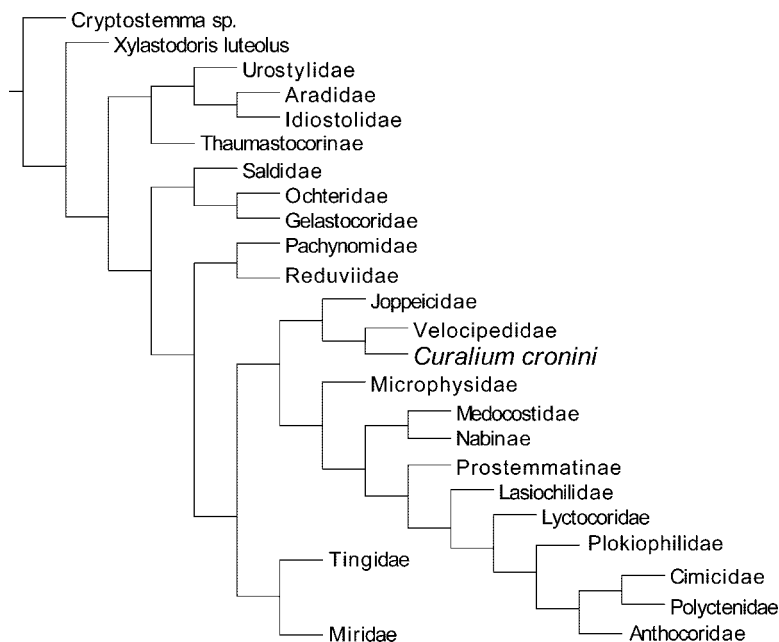 Cryptostemma sp.
Xylastodoris luteolus
Urostylidae
Aradidae
Idiostolidae
Thaumastocorinae
Saldidae
Ochteridae
Gelastocoridae
Pachynomidae
Reduviidae
Joppeicidae
Velocipedidae
Curalium cronini
Microphysidae
Medocostidae
Nabinae
Prostemmatinae
Lasiochilidae
Lyctocoridae
Plokiophilidae
Tingidae
Cimicidae
Polyctenidae
Miridae
Anthocoridae